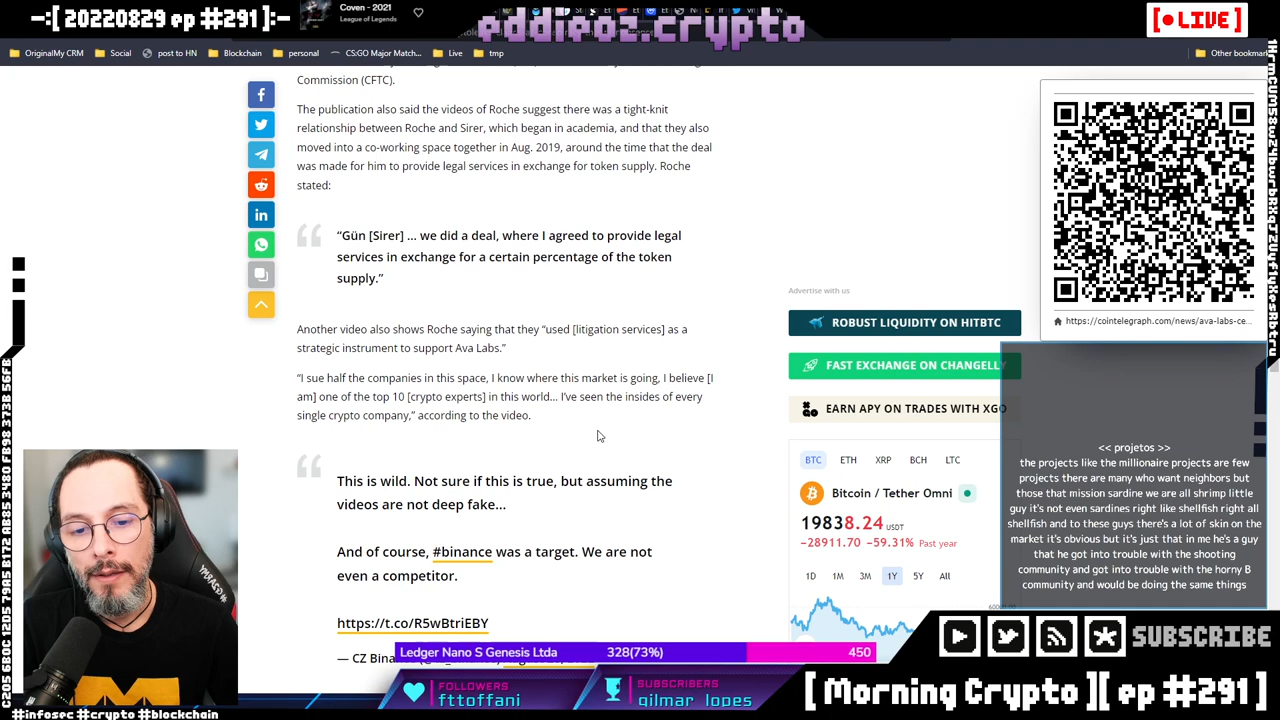 -:[ 20220829 ep #291]:-
Coven - 2021
League of Legends
eddieoz.crypto
[● LIVE]
OriginalMy CRM
Social
post to HN
Blockchain
personal
CS:GO Major Match...
Live
tmp
Other bookmar
Commission (CFTC).
The publication also said the videos of Roche suggest there was a tight-knit
relationship between Roche and Sirer, which began in academia, and that they also
moved into a co-working space together in Aug. 2019, around the time that the deal
was made for him to provide legal services in exchange for token supply. Roche
stated:
“Gün [Sirer] ... we did a deal, where I agreed to provide legal
services in exchange for a certain percentage of the token
supply.”
Another video also shows Roche saying that they “used [litigation services] as a
strategic instrument to support Ava Labs.”
“I sue half the companies in this space, I know where this market is going, I believe [I
am] one of the top 10 [crypto experts] in this world... I’ve seen the insides of every
single crypto company,” according to the video.
This is wild. Not sure if this is true, but assuming the
videos are not deep fake...
And of course, #binance was a target. We are not
even a competitor.
https://t.co/R5wBtriEBY
— CZ Bina
Advertise with us
ROBUST LIQUIDITY ON HITBTC
FAST EXCHANGE ON CHANGELLY
EARN APY ON TRADES WITH XGO
BTC
ETH
XRP
BCH
LTC
Bitcoin / Tether Omni
19838.24 USDT
−28911.70 −59.31% Past year
1D
1M
3M
1Y
5Y
All
https://cointelegraph.com/news/ava-labs-ce...
<< projetos >>
the projects like the millionaire projects are few
projects there are many who want neighbors but
those that mission sardine we are all shrimp little
guy it's not even sardines right like shellfish right all
shellfish and to these guys there's a lot of skin on the
market it's obvious but it's just that in me he's a guy
that he got into trouble with the shooting
community and got into trouble with the horny B
community and would be doing the same things
Ledger Nano S Genesis Ltda
328(73%)
450
FOLLOWERS
fttoffani
SUBSCRIBERS
gilmar_lopes
SUBSCRIBE
[Morning Crypto][ep #291]
#infosec #crypto #blockchain